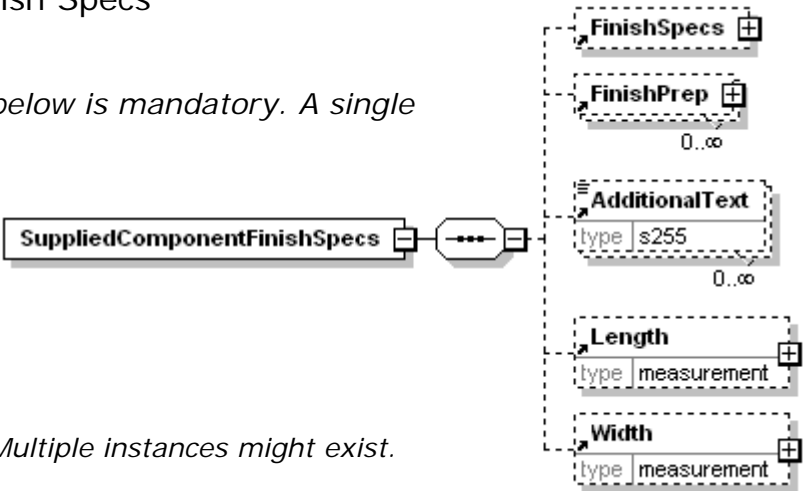 ish Specs
below is mandatory. A single
Multiple instances might exist.
SuppliedComponentFinishSpecs
FinishSpecs
FinishPrep
0..∞
AdditionalText
type s255
0..∞
Length
type measurement
Width
type measurement